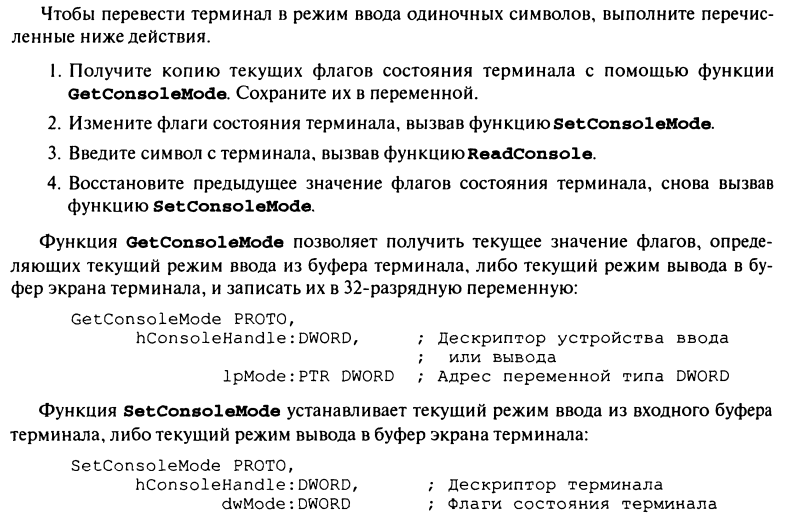 Чтобы перевести терминал в режим ввода одиночных символов, выполните перечис-
ленные ниже действия.
1. Получите копию текущих флагов состояния терминала с помощью функции
GetConsoleMode. Сохраните их в переменной.
2. Измените флаги состояния терминала, вызвав функцию SetConsoleMode.
3. Введите символ с терминала, вызвав функцию ReadConsole.
4. Восстановите предыдущее значение флагов состояния терминала, снова вызвав
функцию SetConsoleMode.
Функция GetConsoleMode позволяет получить текущее значение флагов, опреде-
ляющих текущий режим ввода из буфера терминала, либо текущий режим вывода в бу-
фер экрана терминала, и записать их в 32-разрядную переменную:
GetConsoleMode PROTO,
hConsoleHandle:DWORD, ; Дескриптор устройства ввода
; или вывода
lpMode:PTR DWORD ; Адрес переменной типа DWORD
Функция SetConsoleMode устанавливает текущий режим ввода из входного буфера
терминала, либо текущий режим вывода в буфер экрана терминала:
SetConsoleMode PROTO,
hConsoleHandle:DWORD, ; Дескриптор терминала
dwMode:DWORD ; Флаги состояния терминала